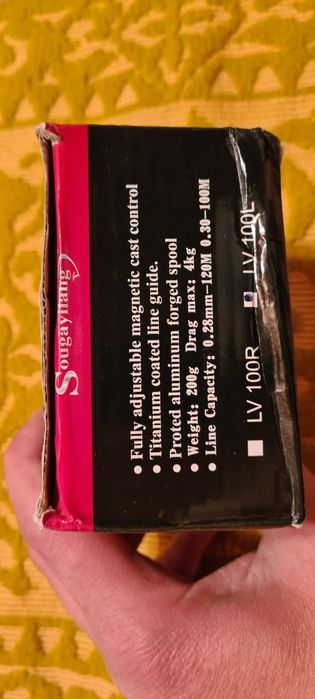 Sougayilang
• Fully adjustable magnetic cast control
• Titanium coated line guide.
• Proted aluminum forged spool
• Weight: 200g Drag max: 4kg
• Line Capacity: 0.28mm-120M 0.30-100M
LV 100R LV 100L